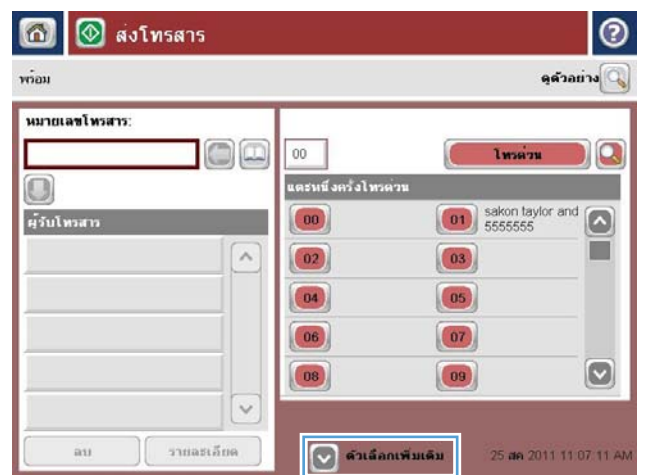 ส่งโทรสาร
พร้อม
ดูตัวอย่าง
หมายเลขโทรสาร:
00
โทรด่วน
แตะหนึ่งครั้งโทรด่วน
ผู้รับโทรสาร
00
01 sakon taylor and
5555555
02 03
04 05
06 07
08 09
ลบ
รายละเอียด
ตัวเลือกเพิ่มเติม
25 สค 2011 11:07:11 AM